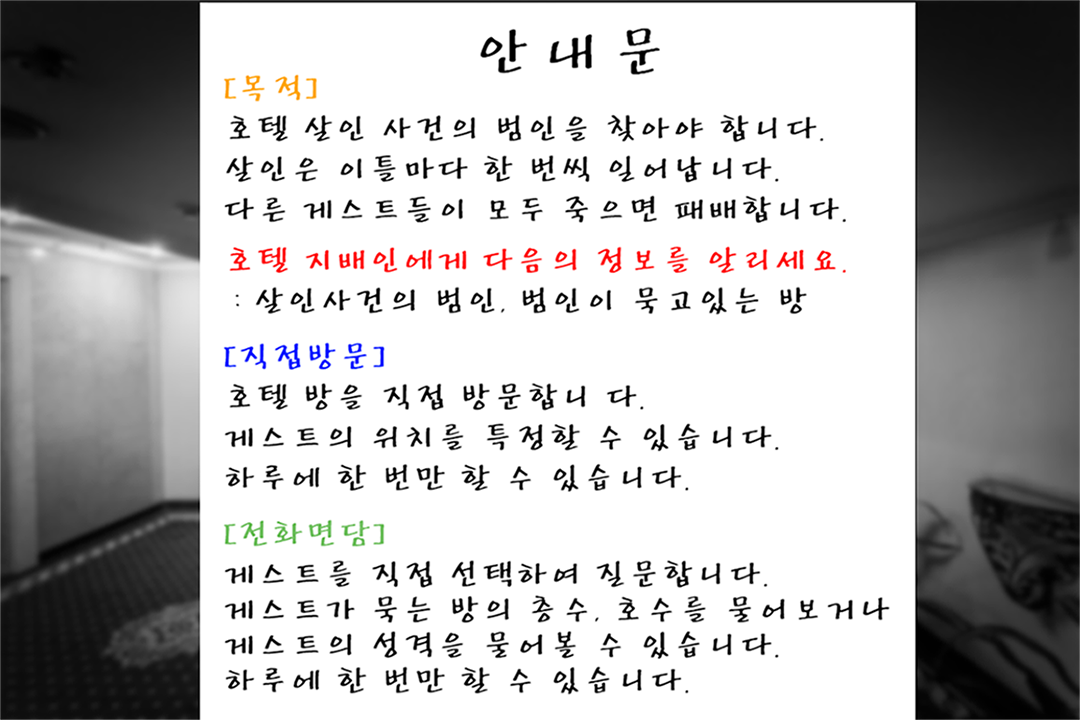 안내문
[목적]
호텔 살인 사건의 범인을 찾아야 합니다.
살인은 이틀마다 한 번씩 일어납니다.
다른 게스트들이 모두 죽으면 패배합니다.
호텔 지배인에게 다음의 정보를 알리세요.
: 살인사건의 범인, 범인이 묵고있는 방
[직접방문]
호텔 방을 직접 방문합니 다.
게스트의 위치를 특정할 수 있습니다.
하루에 한 번만 할 수 있습니다.
[전화면담]
게스트를 직접 선택하여 질문합니다.
게스트가 묵는 방의 층수, 호수를 물어보거나
게스트의 성격을 물어볼 수 있습니다.
하루에 한 번만 할 수 있습니다.